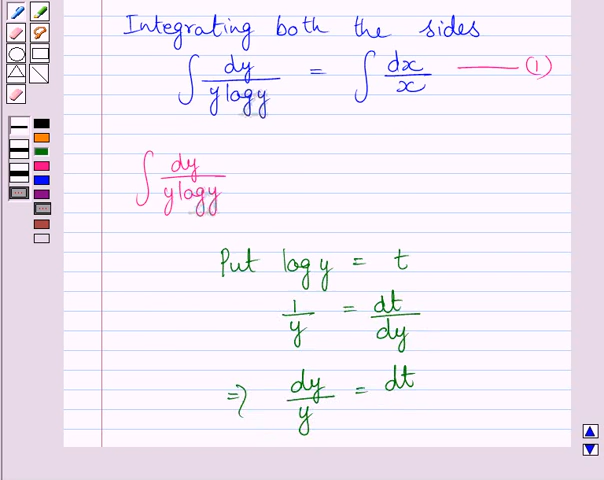 Integrating both the sides
∫ dy/(y log y) = ∫ dx/x —— (1)
∫ dy/(y log y)
Put log y = t
1/y = dt/dy
⇒ dy/y = dt